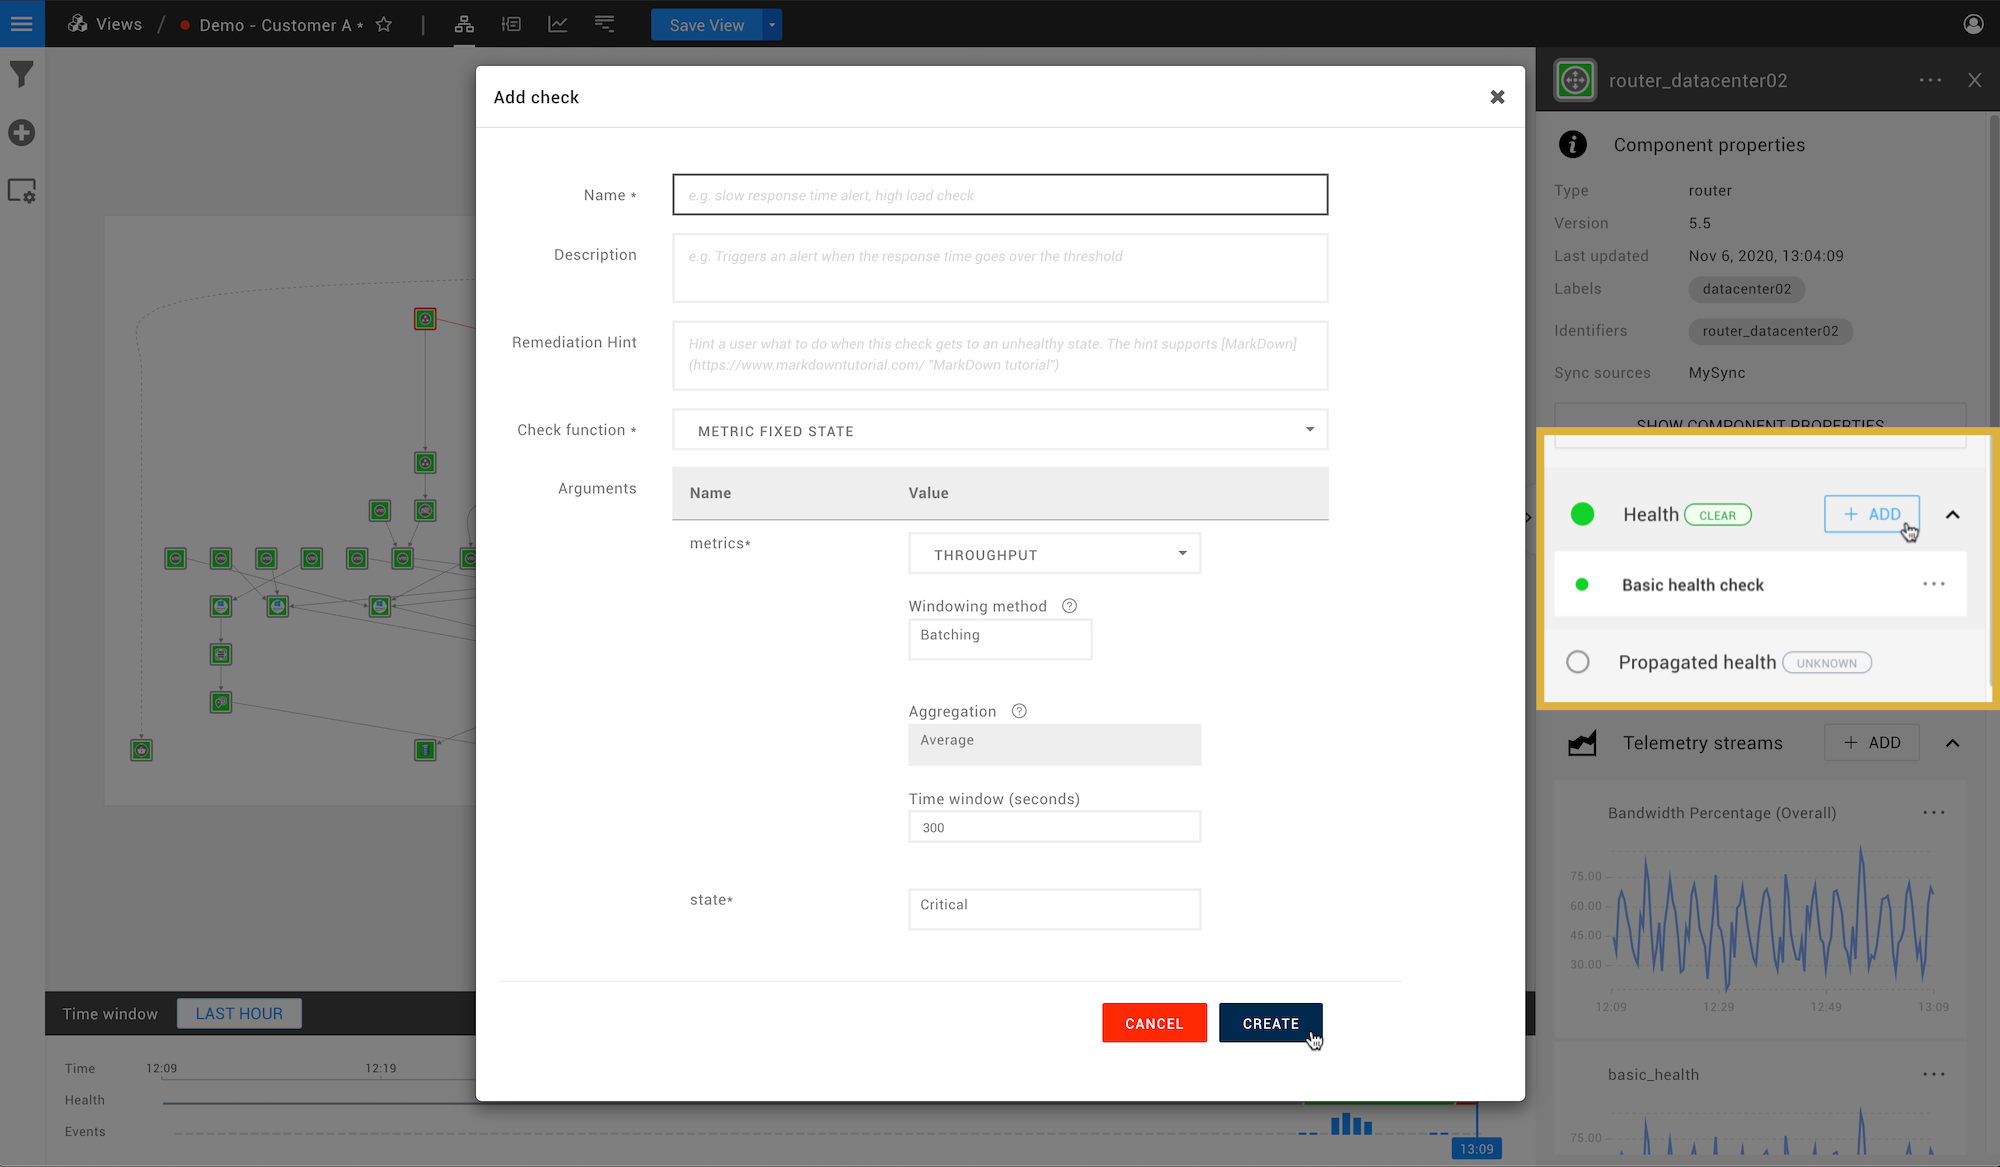 Views / Demo - Customer A * Save View
Add check
Name *
e.g. slow response time alert, high load check
Description
e.g. Triggers an alert when the response time goes over the threshold
Remediation Hint
Hint a user what to do when this check gets to an unhealthy state. The hint supports [MarkDown]
(https://www.markdowntutorial.com/ "MarkDown tutorial")
Check function *
METRIC FIXED STATE
Arguments
Name Value
metrics*
THROUGHPUT
Windowing method ?
Batching
Aggregation ?
Average
Time window (seconds)
300
state*
Critical
CANCEL CREATE
router_datacenter02
Component properties
Type router
Version 5.5
Last updated Nov 6, 2020, 13:04:09
Labels datacenter02
Identifiers router_datacenter02
Sync sources MySync
SHOW COMPONENT PROPERTIES
Health CLEAR + ADD
Basic health check
Propagated health UNKNOWN
Telemetry streams + ADD
Bandwidth Percentage (Overall)
75.00
60.00
45.00
30.00
12:09 12:29 12:49 13:09
basic_health
75.00
Time window LAST HOUR
Time 12:09 12:19
Health
Events
13:09